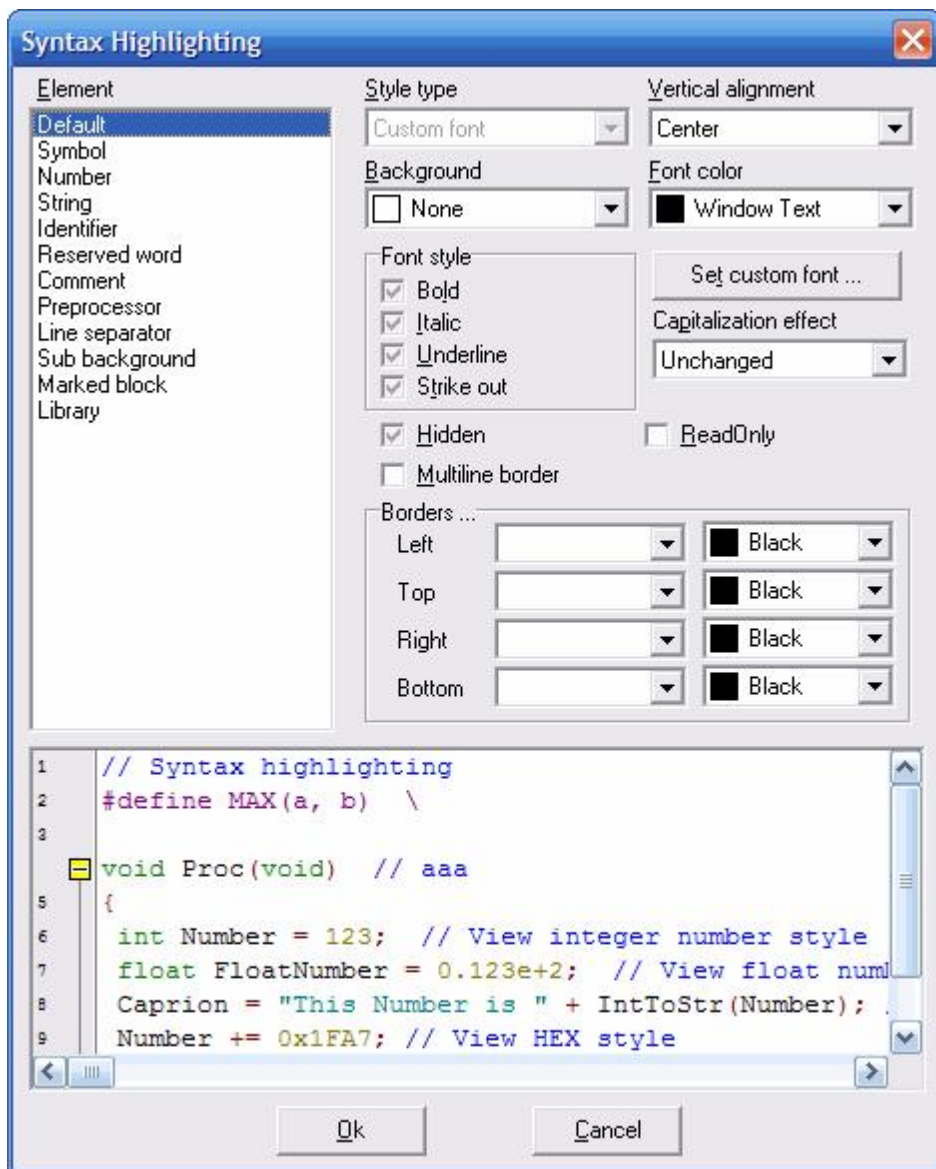 Syntax Highlighting
Element
Default
Symbol
Number
String
Identifier
Reserved word
Comment
Preprocessor
Line separator
Sub background
Marked block
Library
Style type
Custom font
Vertical alignment
Center
Background
None
Font color
Window Text
Font style
Bold
Italic
Underline
Strike out
Set custom font ...
Capitalization effect
Unchanged
Hidden
ReadOnly
Multiline border
Borders ...
Left Black
Top Black
Right Black
Bottom Black
1 // Syntax highlighting
2 #define MAX(a, b) \
3
void Proc(void) // aaa
5 {
6 int Number = 123; // View integer number style
7 float FloatNumber = 0.123e+2; // View float
8 Caprion = "This Number is " + IntToStr(Number);
9 Number += 0x1FA7; // View HEX style
Ok
Cancel